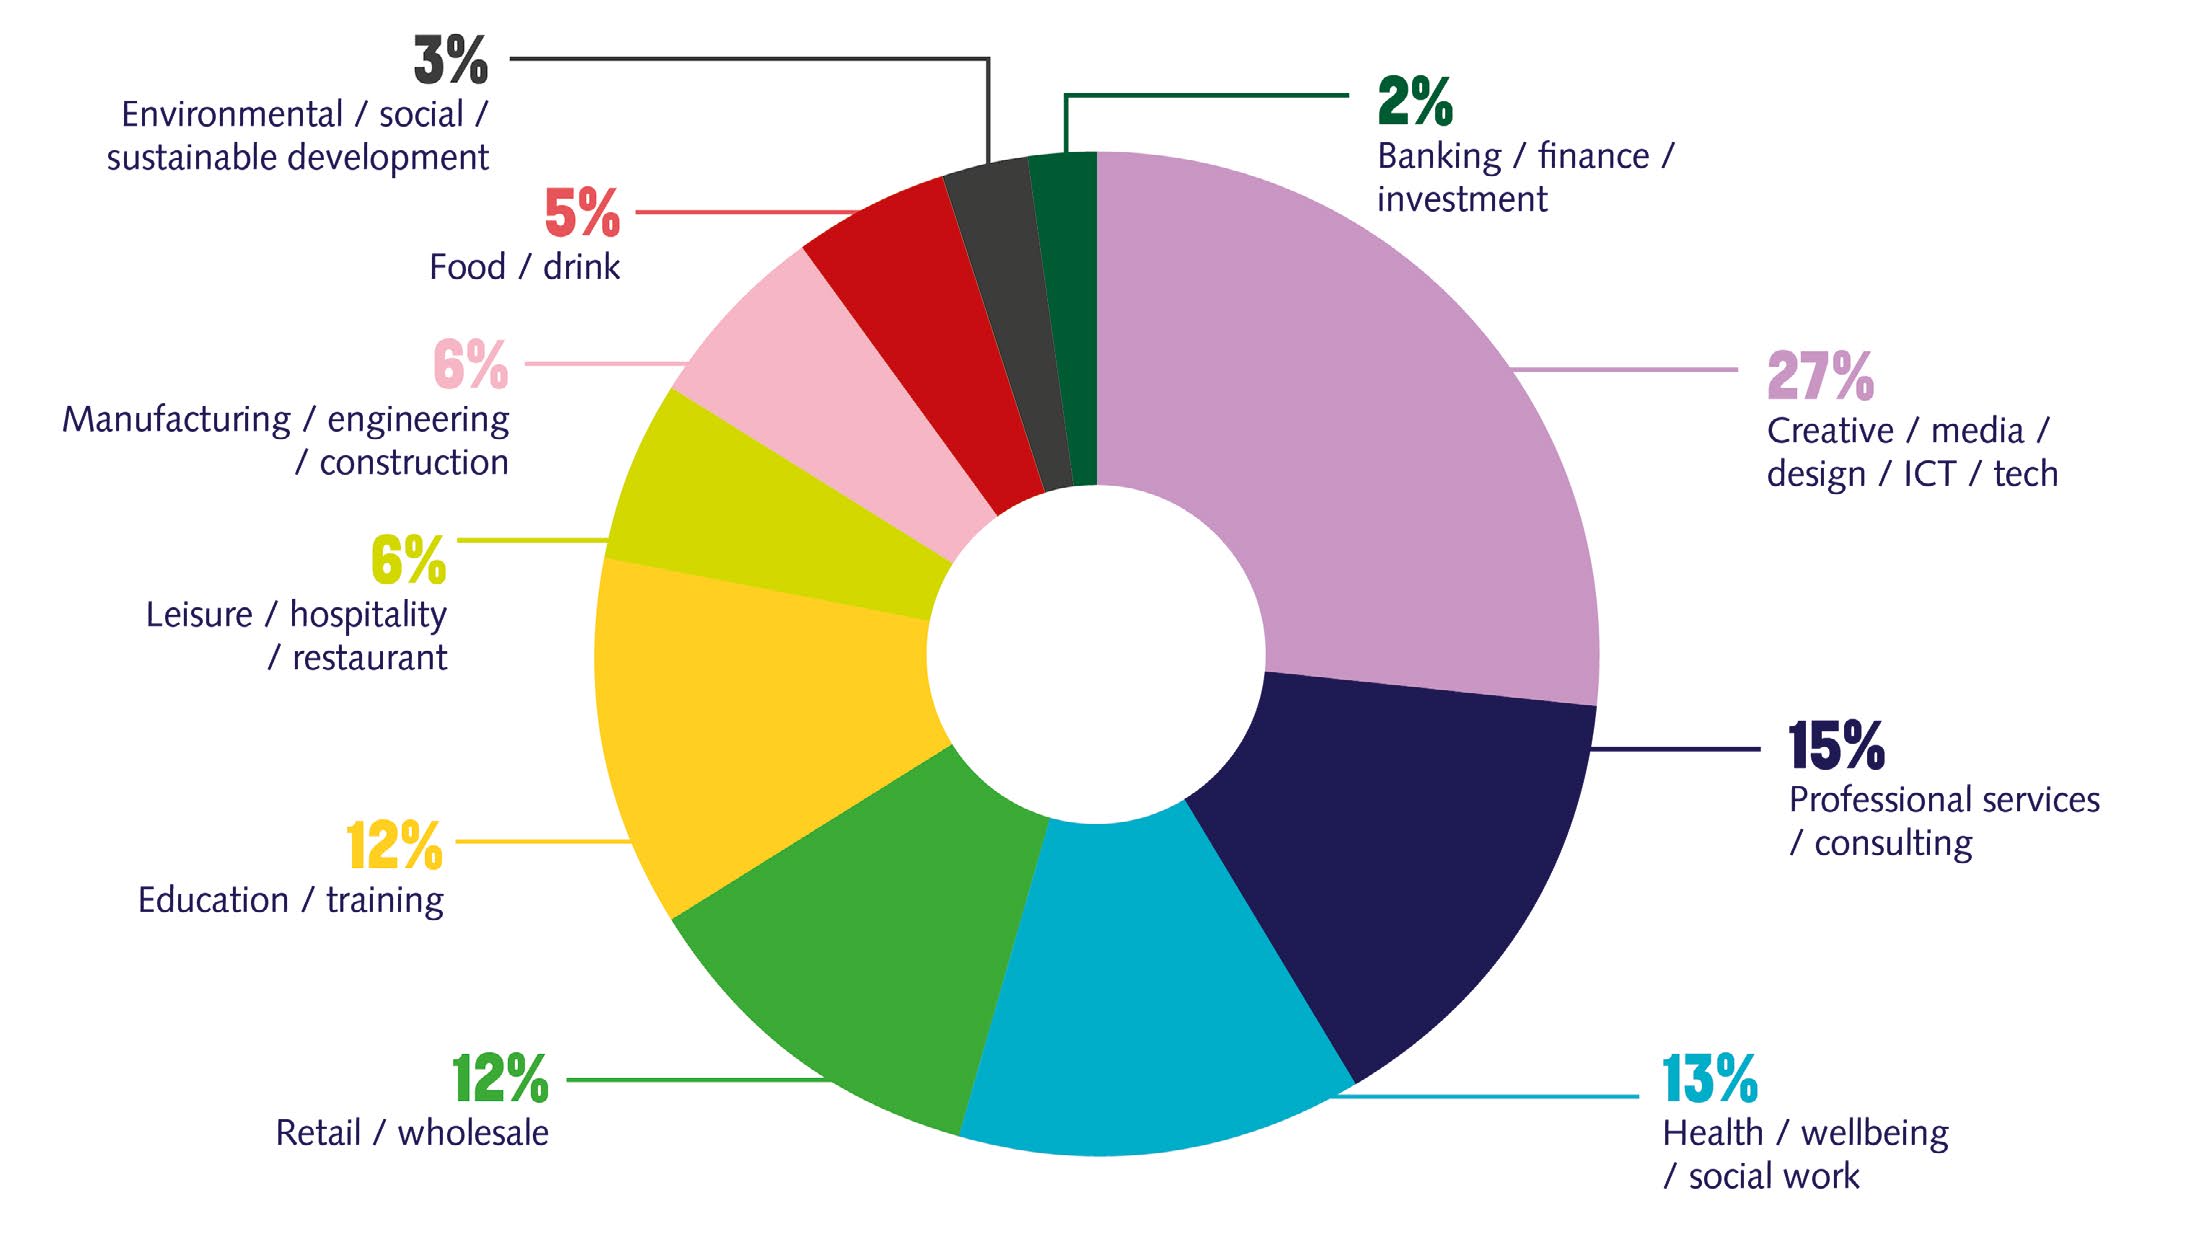 3%
Environmental / social /
sustainable development
2%
Banking / finance /
investment
5%
Food / drink
6%
Manufacturing / engineering
/ construction
27%
Creative / media /
design / ICT / tech
6%
Leisure / hospitality
/ restaurant
15%
Professional services
/ consulting
12%
Education / training
12%
Retail / wholesale
13%
Health / wellbeing
/ social work